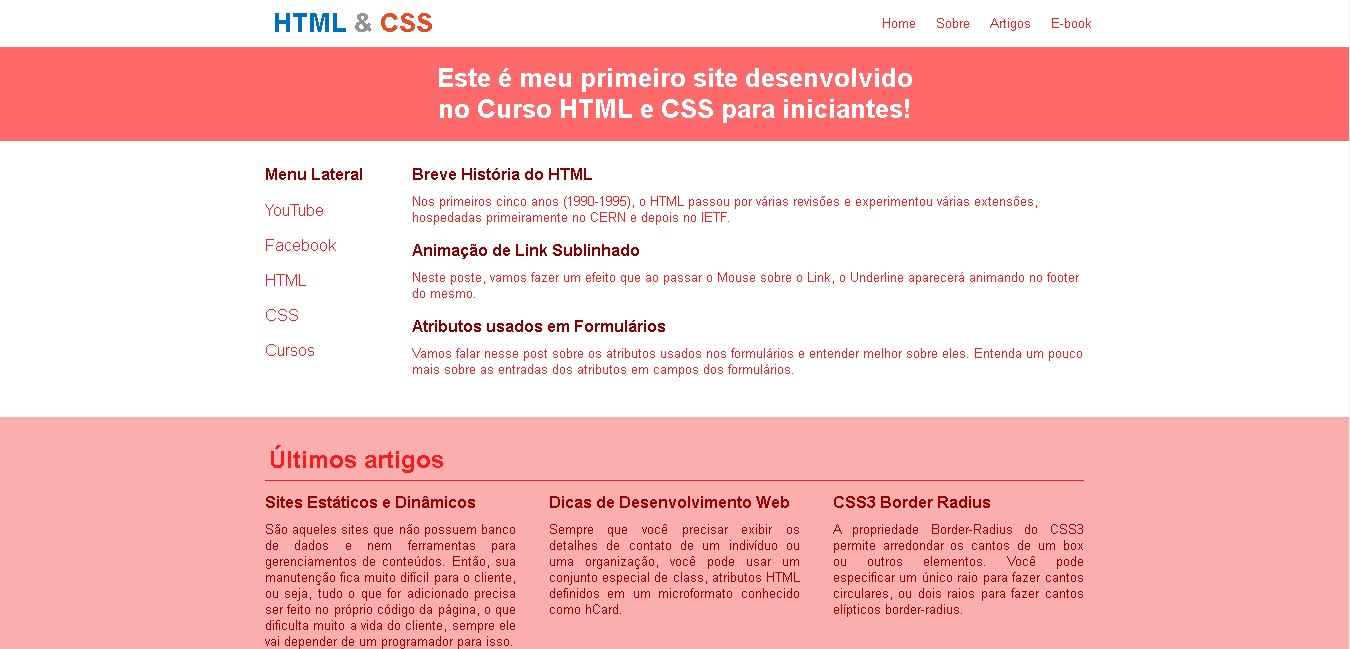 HTML & CSS
Home Sobre Artigos E-book
Este é meu primeiro site desenvolvido
no Curso HTML e CSS para iniciantes!
Menu Lateral
YouTube
Facebook
HTML
CSS
Cursos
Breve História do HTML
Nos primeiros cinco anos (1990-1995), o HTML passou por várias revisões e experimentou várias extensões,
hospedadas primeiramente no CERN e depois no IETF.
Animação de Link Sublinhado
Neste poste, vamos fazer um efeito que ao passar o Mouse sobre o Link, o Underline aparecerá animando no footer
do mesmo.
Atributos usados em Formulários
Vamos falar nesse post sobre os atributos usados nos formulários e entender melhor sobre eles. Entenda um pouco
mais sobre as entradas dos atributos em campos dos formulários.
Últimos artigos
Sites Estáticos e Dinâmicos
São aqueles sites que não possuem banco
de dados e nem ferramentas para
gerenciamentos de conteúdos. Então, sua
manutenção fica muito difícil para o cliente,
ou seja, tudo o que for adicionado precisa
ser feito no próprio código da página, o que
dificulta muito a vida do cliente, sempre ele
vai depender de um programador para isso.
Dicas de Desenvolvimento Web
Sempre que você precisar exibir os
detalhes de contato de um indivíduo ou
uma organização, você pode usar um
conjunto especial de class, atributos HTML
definidos em um microformato conhecido
como hCard.
CSS3 Border Radius
A propriedade Border-Radius do CSS3
permite arredondar os cantos de um box
ou outros elementos. Você pode
especificar um único raio para fazer cantos
circulares, ou dois raios para fazer cantos
elípticos border-radius.